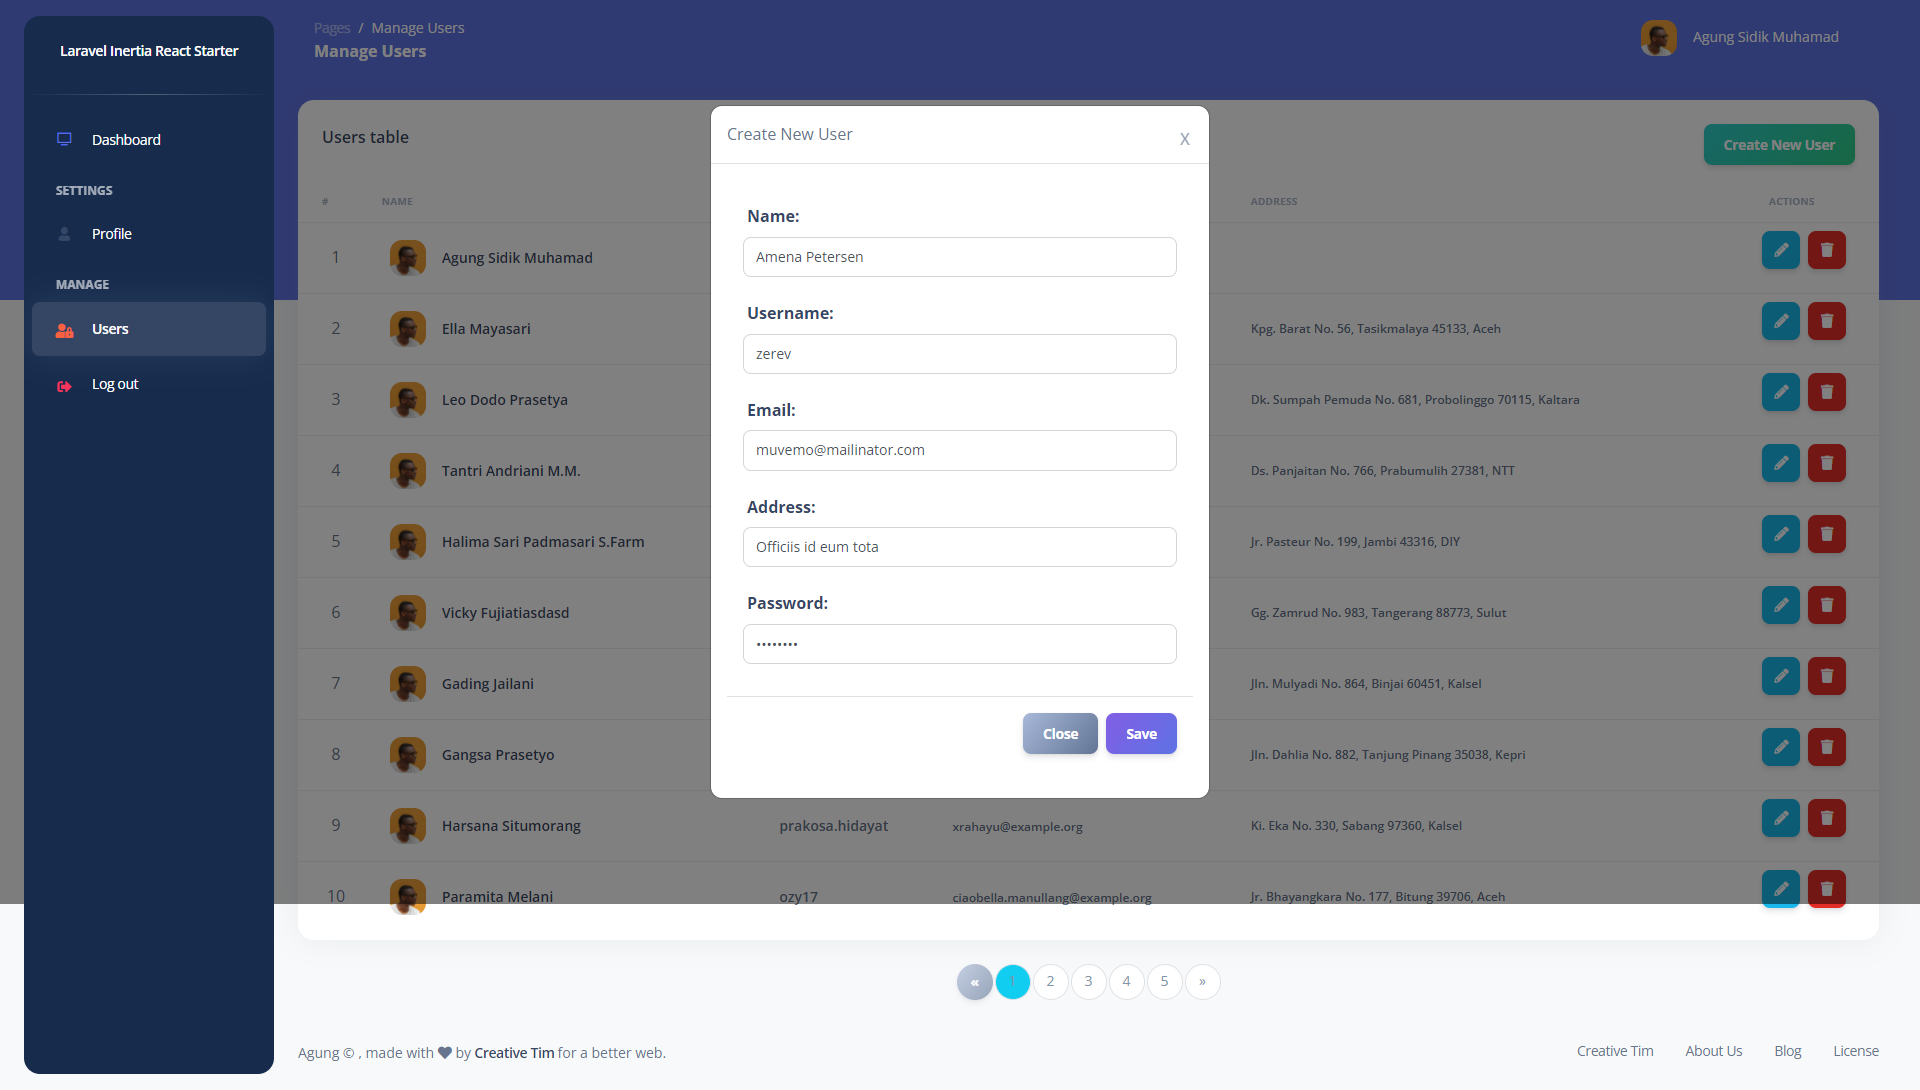 Laravel Inertia React Starter
Dashboard
SETTINGS
Profile
MANAGE
Users
Log out
Pages / Manage Users
Manage Users
Agung Sidik Muhamad
Users table
Create New User
# NAME ADDRESS ACTIONS
1 Agung Sidik Muhamad
2 Ella Mayasari Kpg. Barat No. 56, Tasikmalaya 45133, Aceh
3 Leo Dodo Prasetya Dk. Sumpah Pemuda No. 681, Probolinggo 70115, Kaltara
4 Tantri Andriani M.M. Ds. Panjaitan No. 766, Prabumulih 27381, NTT
5 Halima Sari Padmasari S.Farm Jr. Pasteur No. 199, Jambi 43316, DIY
6 Vicky Fujiatiasdasd Gg. Zamrud No. 983, Tangerang 88773, Sulut
7 Gading Jailani Jln. Mulyadi No. 864, Binjai 60451, Kalsel
8 Gangsa Prasetyo Jln. Dahlia No. 882, Tanjung Pinang 35038, Kepri
9 Harsana Situmorang prakosa.hidayat xrahayu@example.org Ki. Eka No. 330, Sabang 97360, Kalsel
10 Paramita Melani ozy17 ciaobella.manullang@example.org Jr. Bhayangkara No. 177, Bitung 39706, Aceh
Create New User X
Name:
Amena Petersen
Username:
zerev
Email:
muvemo@mailinator.com
Address:
Officiis id eum tota
Password:
••••••••
Close Save
« 1 2 3 4 5 »
Agung © , made with ♥ by Creative Tim for a better web.
Creative Tim About Us Blog License